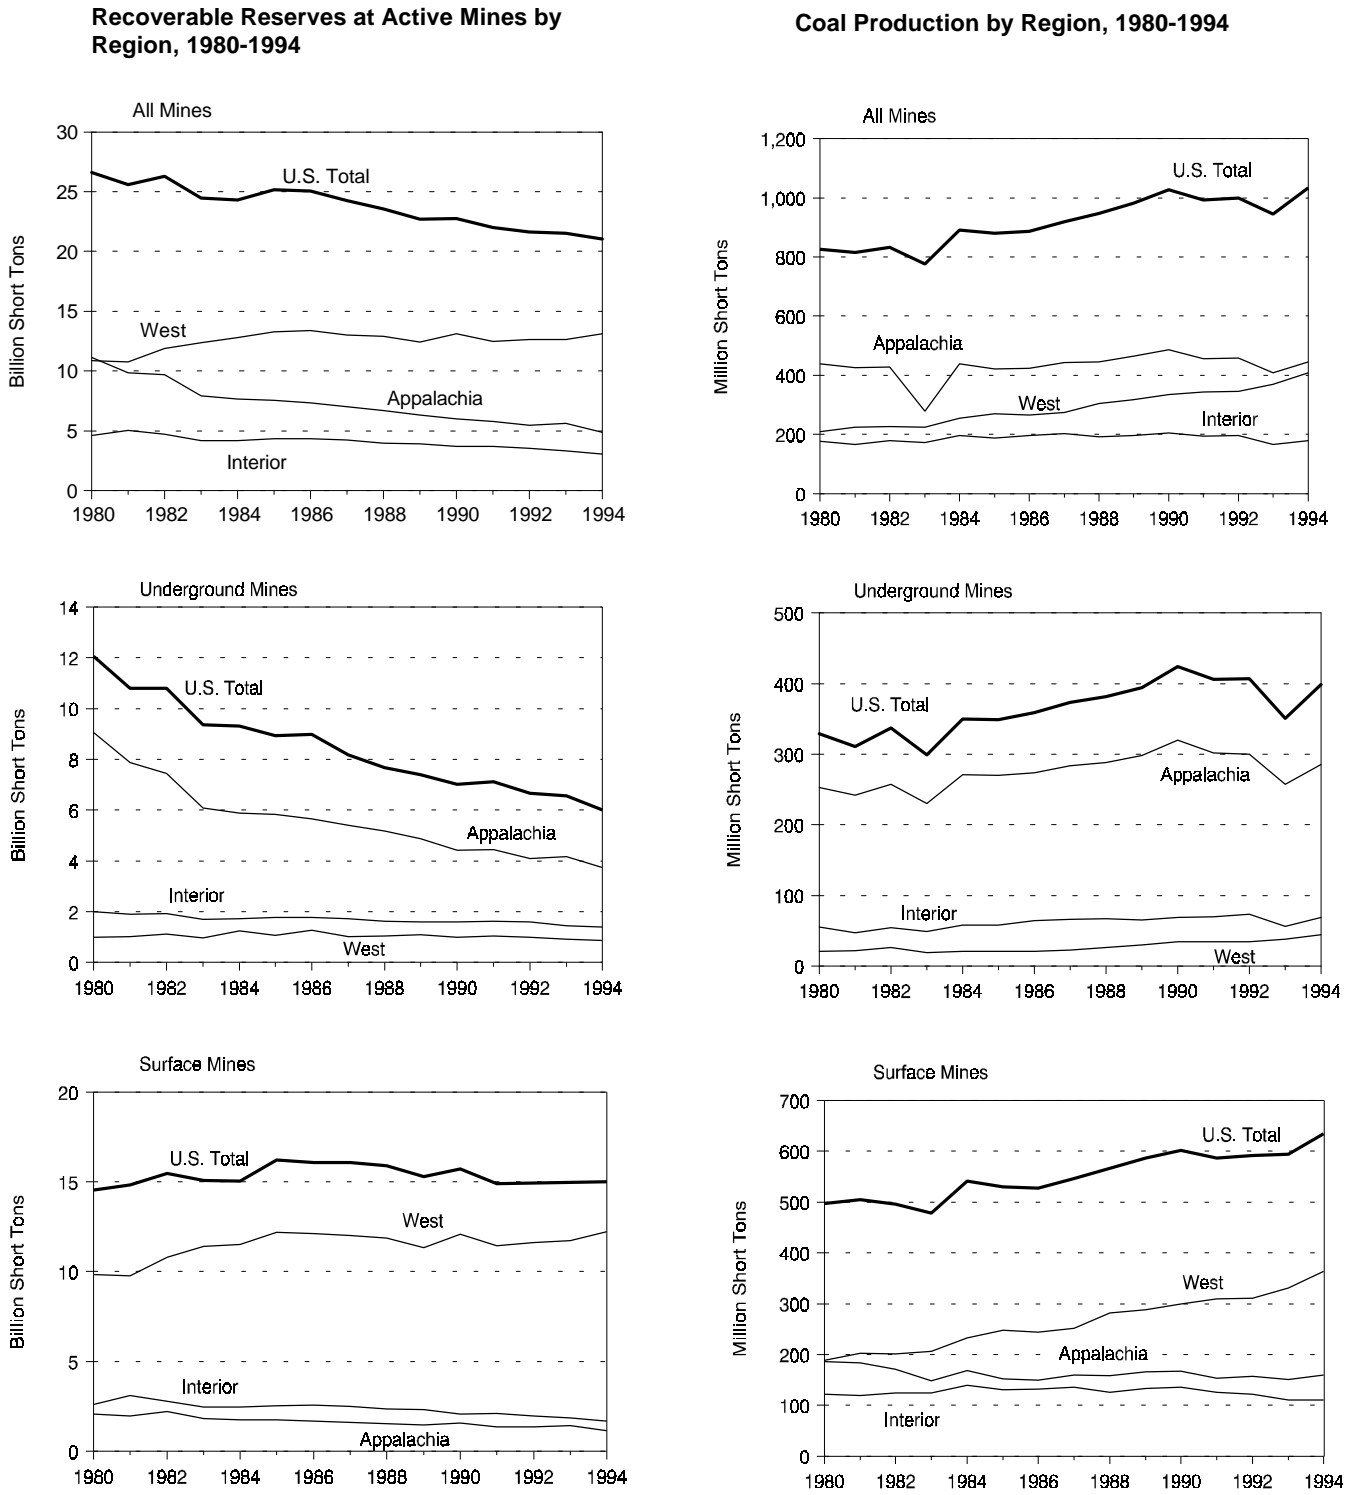 Recoverable Reserves at Active Mines by
Region, 1980-1994
All Mines
30
25
20
15
10
5
0
Billion Short Tons
U.S. Total
West
Appalachia
Interior
1980 1982 1984 1986 1988 1990 1992 1994
Underground Mines
14
12
10
8
6
4
2
0
Billion Short Tons
U.S. Total
Appalachia
Interior
West
1980 1982 1984 1986 1988 1990 1992 1994
Surface Mines
20
15
10
5
0
Billion Short Tons
U.S. Total
West
Interior
Appalachia
1980 1982 1984 1986 1988 1990 1992 1994
Coal Production by Region, 1980-1994
All Mines
1,200
1,000
800
600
400
200
0
Million Short Tons
U.S. Total
Appalachia
West
Interior
1980 1982 1984 1986 1988 1990 1992 1994
Underground Mines
500
400
300
200
100
0
Million Short Tons
U.S. Total
Appalachia
Interior
West
1980 1982 1984 1986 1988 1990 1992 1994
Surface Mines
700
600
500
400
300
200
100
0
Million Short Tons
U.S. Total
West
Appalachia
Interior
1980 1982 1984 1986 1988 1990 1992 1994